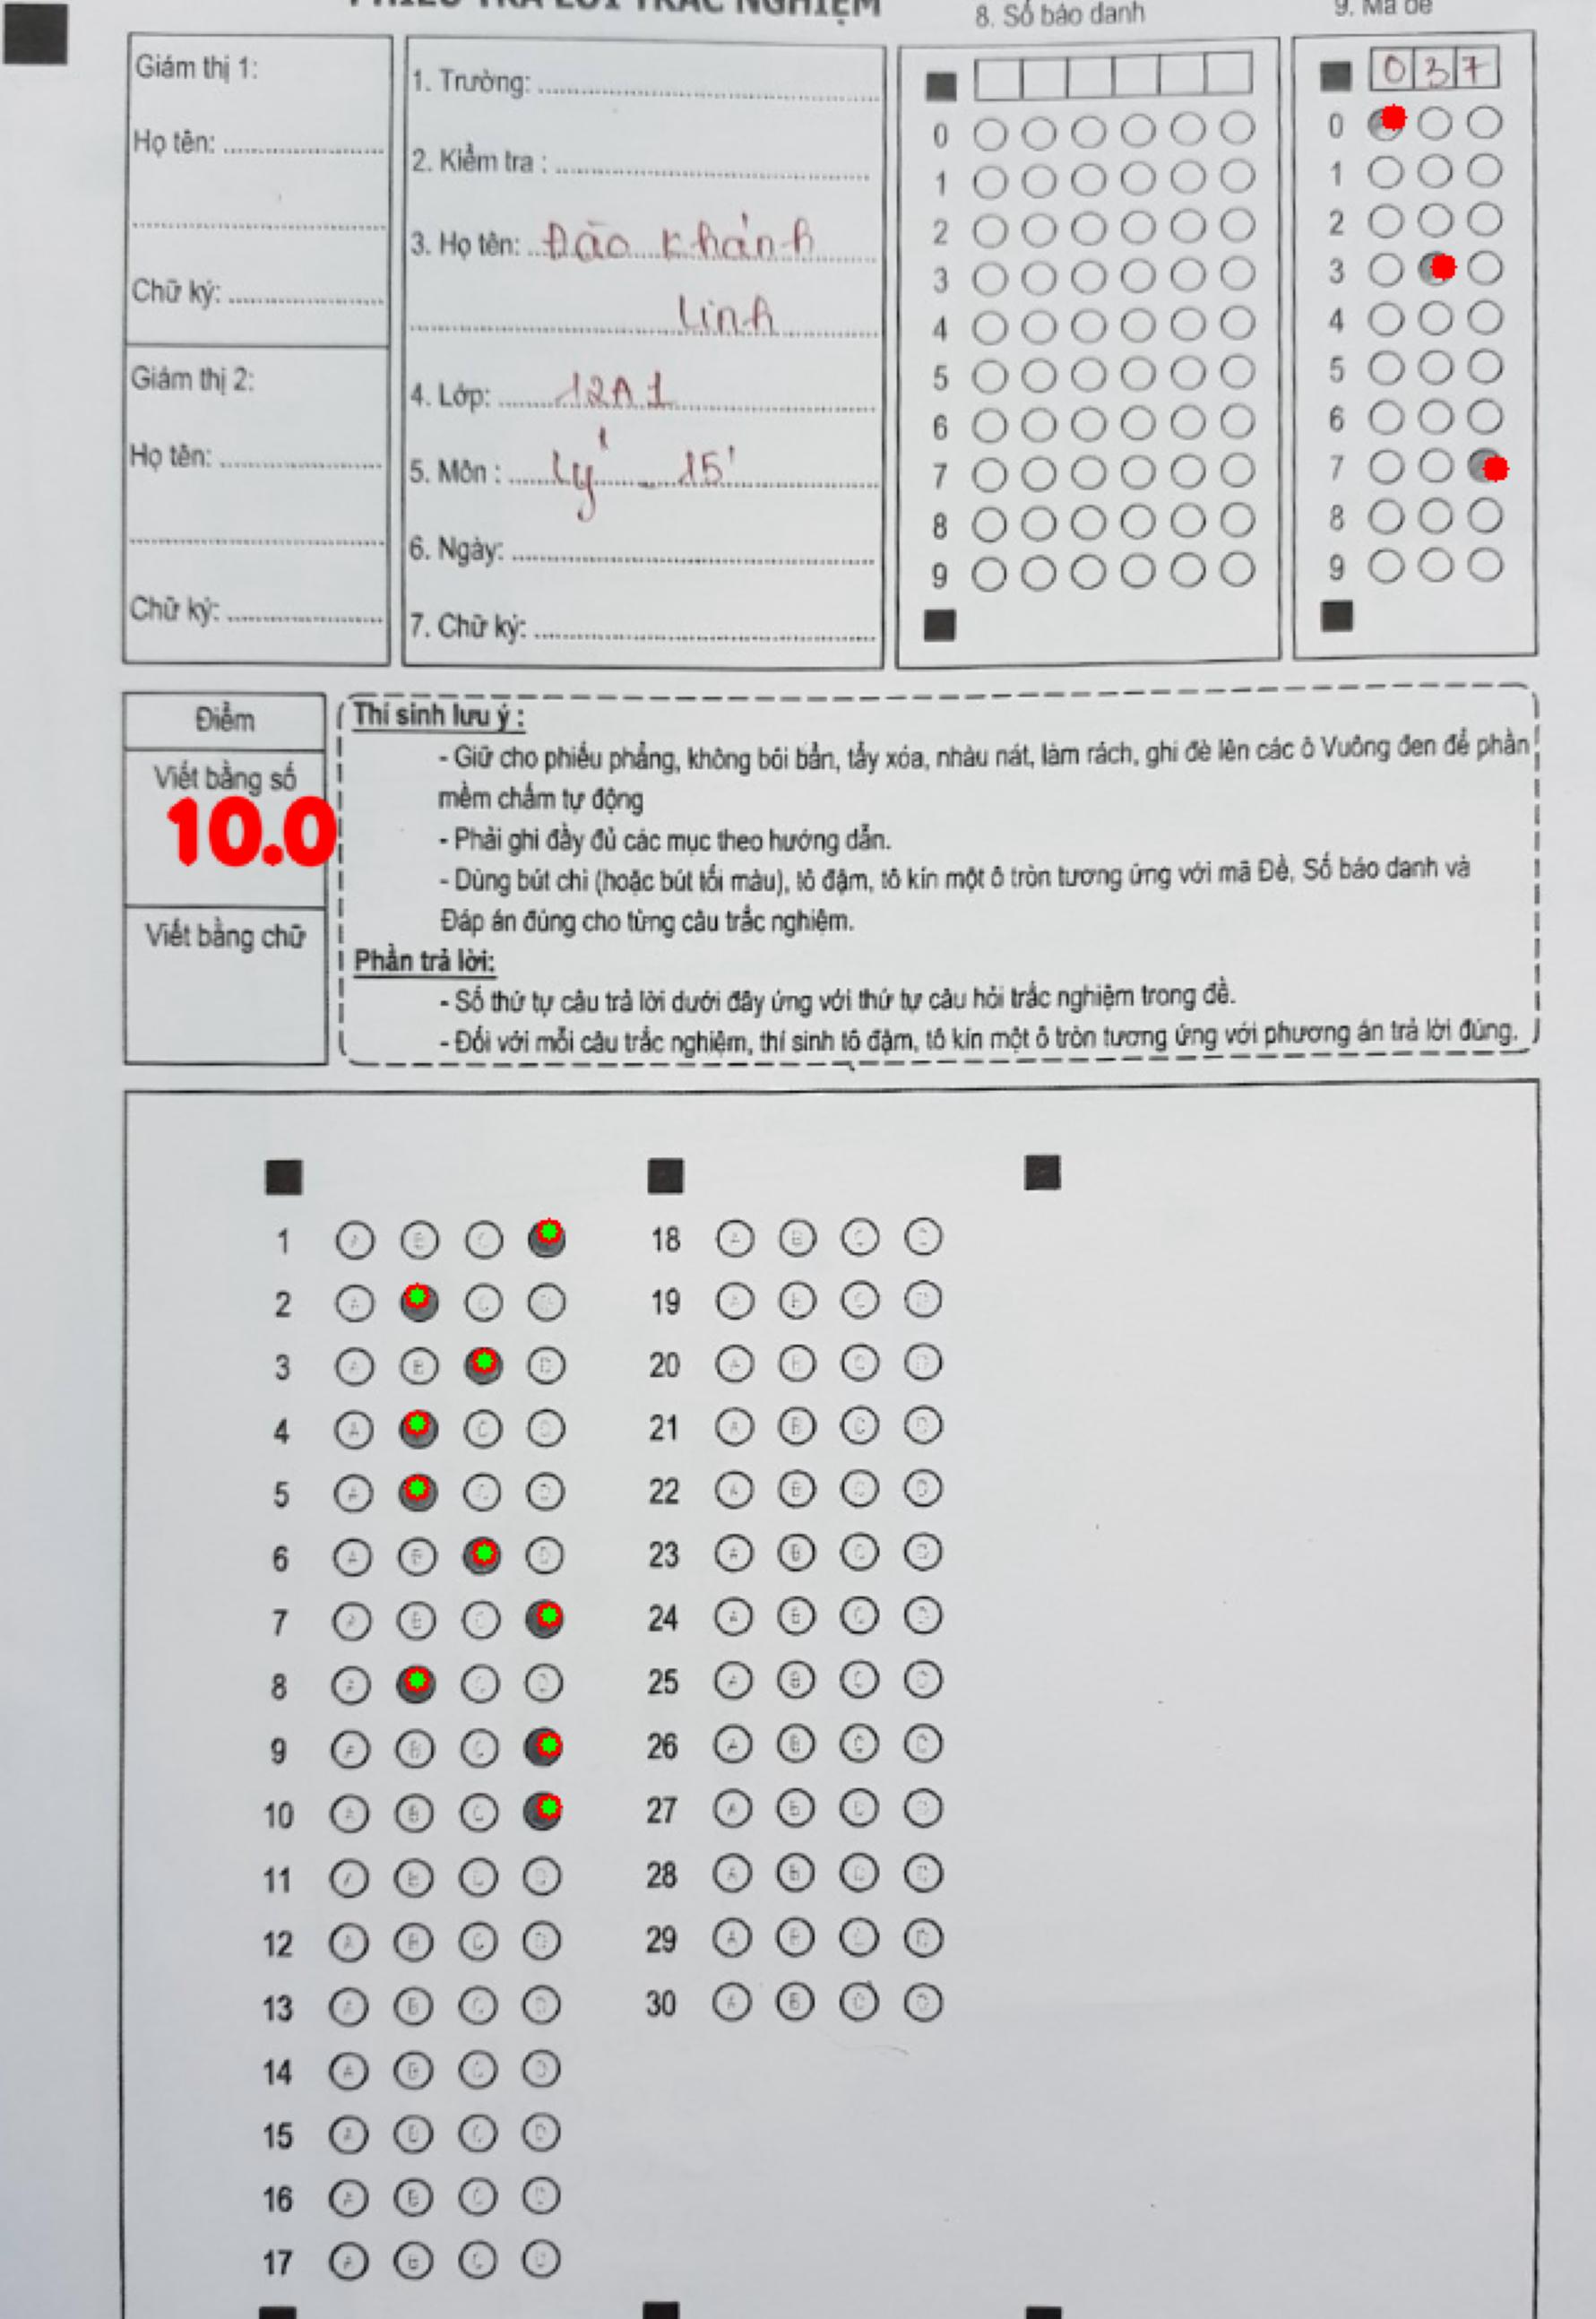 PHIẾU TRẢ LỜI TRẮC NGHIỆM
8. Số báo danh
9. Mã Đề
Giám thị 1:
Họ tên:
Chữ ký:
Giám thị 2:
Họ tên:
Chữ ký:
1. Trường:
2. Kiểm tra :
3. Họ tên: Đào Khánh
Linh
4. Lớp: 12A1
5. Môn : Lý - 15'
6. Ngày:
7. Chữ ký:
0
1
2
3
4
5
6
7
8
9
0 3 7
0
1
2
3
4
5
6
7
8
9
Điểm
Viết bằng số
10.0
Viết bằng chữ
Thí sinh lưu ý :
- Giữ cho phiếu phẳng, không bôi bẩn, tẩy xóa, nhàu nát, làm rách, ghi đè lên các ô Vuông đen để phần
mềm chấm tự động
- Phải ghi đầy đủ các mục theo hướng dẫn.
- Dùng bút chì (hoặc bút tối màu), tô đậm, tô kín một ô tròn tương ứng với mã Đề, Số báo danh và
Đáp án đúng cho từng câu trắc nghiệm.
Phần trả lời:
- Số thứ tự câu trả lời dưới đây ứng với thứ tự câu hỏi trắc nghiệm trong đề.
- Đối với mỗi câu trắc nghiệm, thí sinh tô đậm, tô kín một ô tròn tương ứng với phương án trả lời đúng.
1
2
3
4
5
6
7
8
9
10
11
12
13
14
15
16
17
18
19
20
21
22
23
24
25
26
27
28
29
30